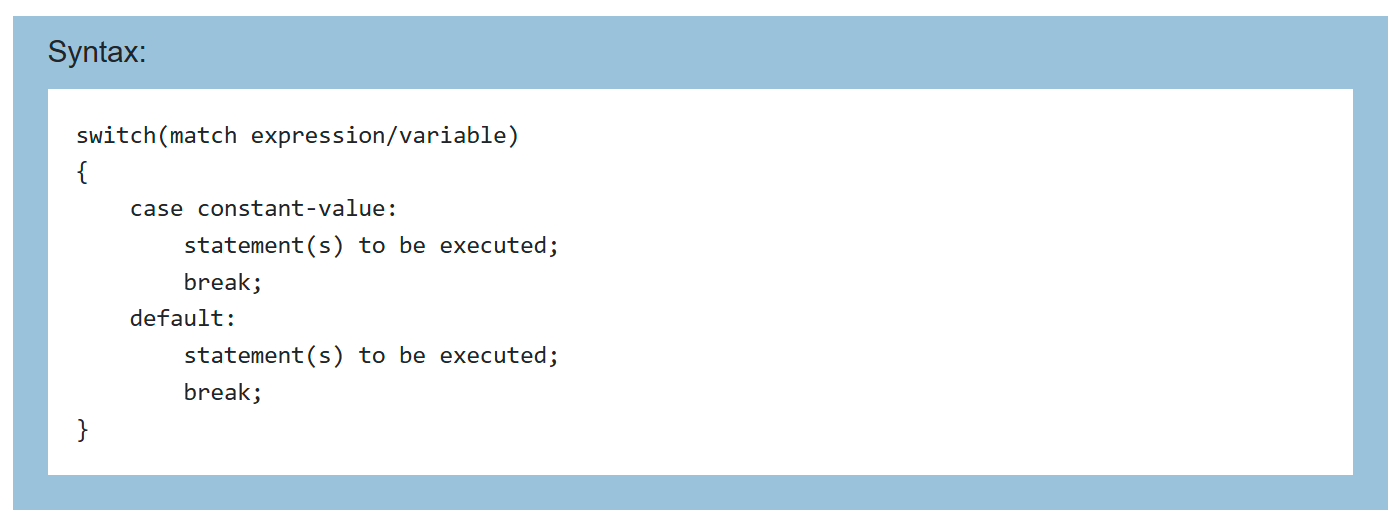 Syntax:
switch(match expression/variable)
{
    case constant-value:
        statement(s) to be executed;
        break;
    default:
        statement(s) to be executed;
        break;
}